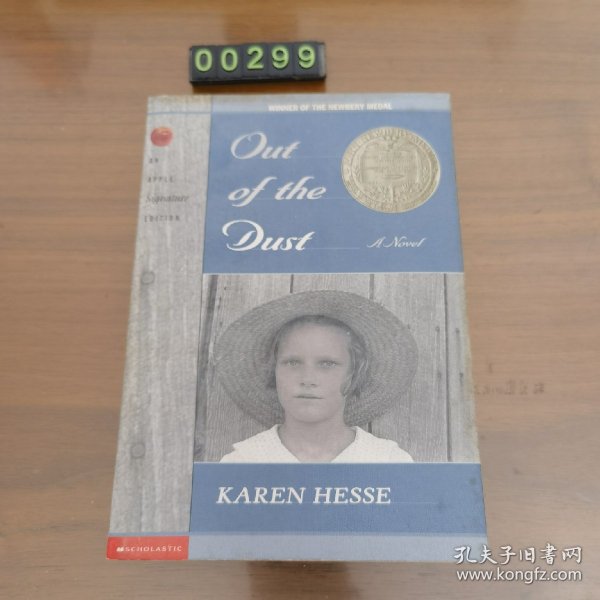 00299
WINNER OF THE NEWBERY MEDAL
AN
APPLE
Signature
EDITION
Out
of the
Dust
A Novel
KAREN HESSE
SCHOLASTIC
孔夫子旧书网
www.kongfz.com